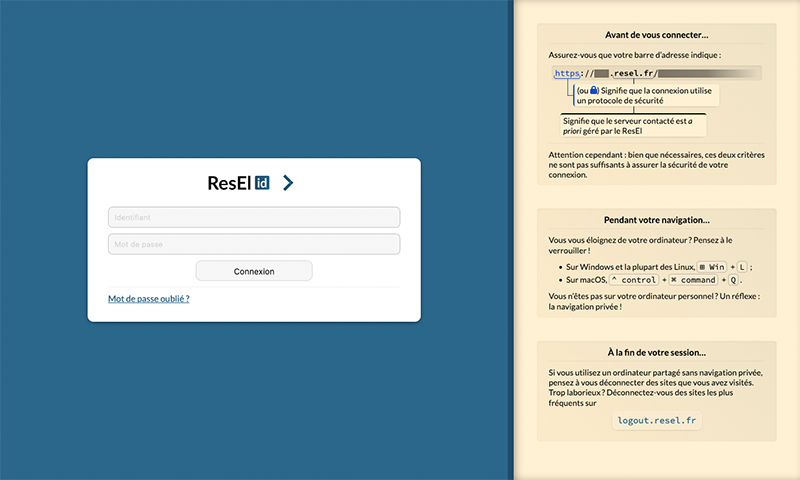 ResEl id
Identifiant
Mot de passe
Connexion
Mot de passe oublié ?
Avant de vous connecter...
Assurez-vous que votre barre d'adresse indique :
https:// .resel.fr/
(ou ) Signifie que la connexion utilise
un protocole de sécurité
Signifie que le serveur contacté est a
priori géré par le ResEl
Attention cependant : bien que nécessaires, ces deux critères
ne sont pas suffisants à assurer la sécurité de votre
connexion.
Pendant votre navigation...
Vous vous éloignez de votre ordinateur ? Pensez à le
verrouiller !
• Sur Windows et la plupart des Linux, ⊞ Win + L ;
• Sur macOS, ⌃ control + ⌘ command + Q .
Vous n'êtes pas sur votre ordinateur personnel ? Un réflexe :
la navigation privée !
À la fin de votre session...
Si vous utilisez un ordinateur partagé sans navigation privée,
pensez à vous déconnecter des sites que vous avez visités.
Trop laborieux ? Déconnectez-vous des sites les plus
fréquents sur
logout.resel.fr